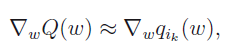 ∇_w Q(w) ≈ ∇_w q_{i_k}(w),